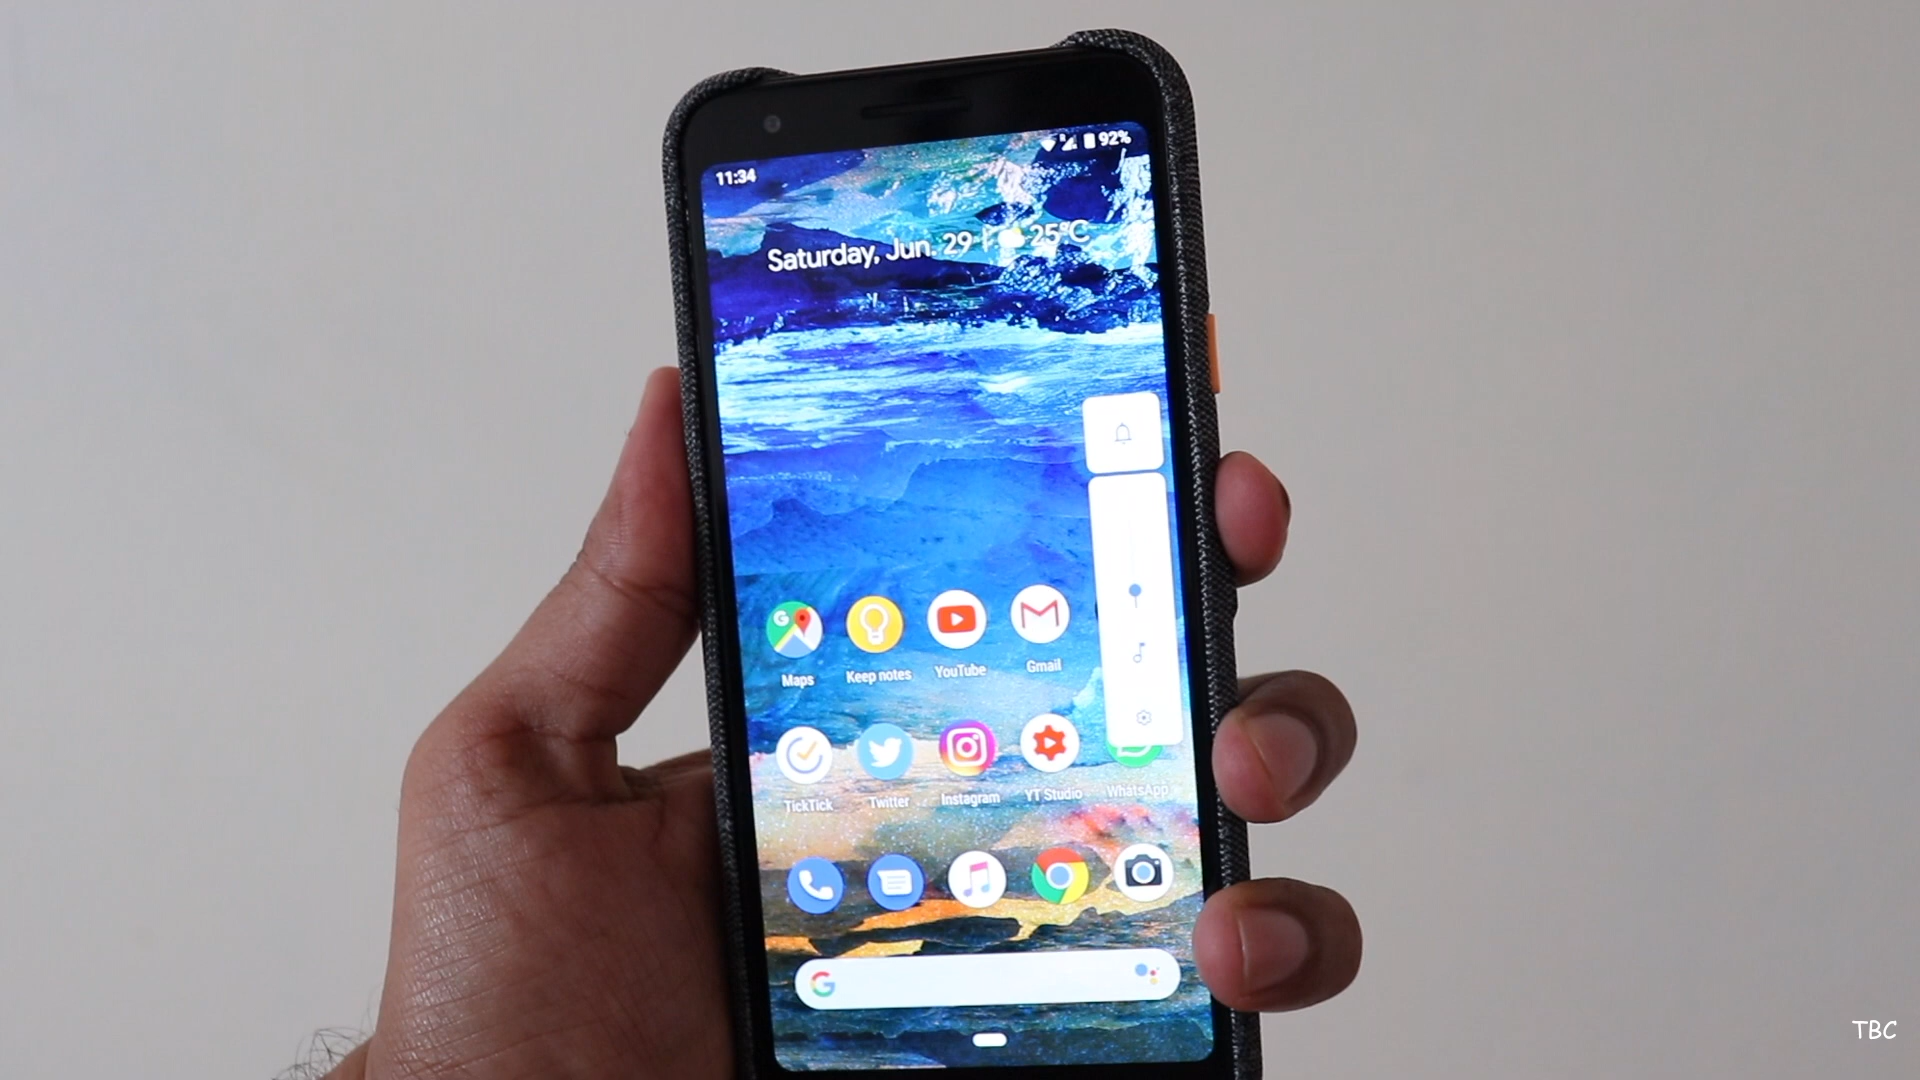 11:34
92%
Saturday, Jun. 29 | 25°C
Maps
Keep notes
YouTube
Gmail
TickTick
Twitter
Instagram
YT Studio
WhatsApp
TBC